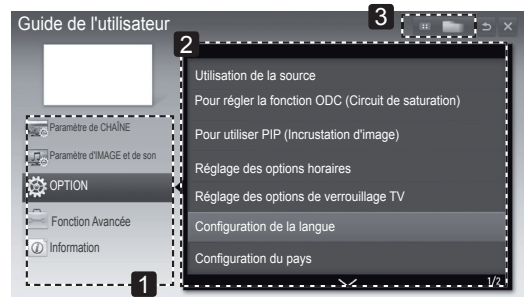 Guide de l'utilisateur
3
2
Utilisation de la source
Pour régler la fonction ODC (Circuit de saturation)
Pour utiliser PIP (Incrustation d'image)
Réglage des options horaires
Réglage des options de verrouillage TV
Configuration de la langue
Configuration du pays
1/2
Paramètre de CHAÎNE
Paramètre d'IMAGE et de son
OPTION
Fonction Avancée
Information
1